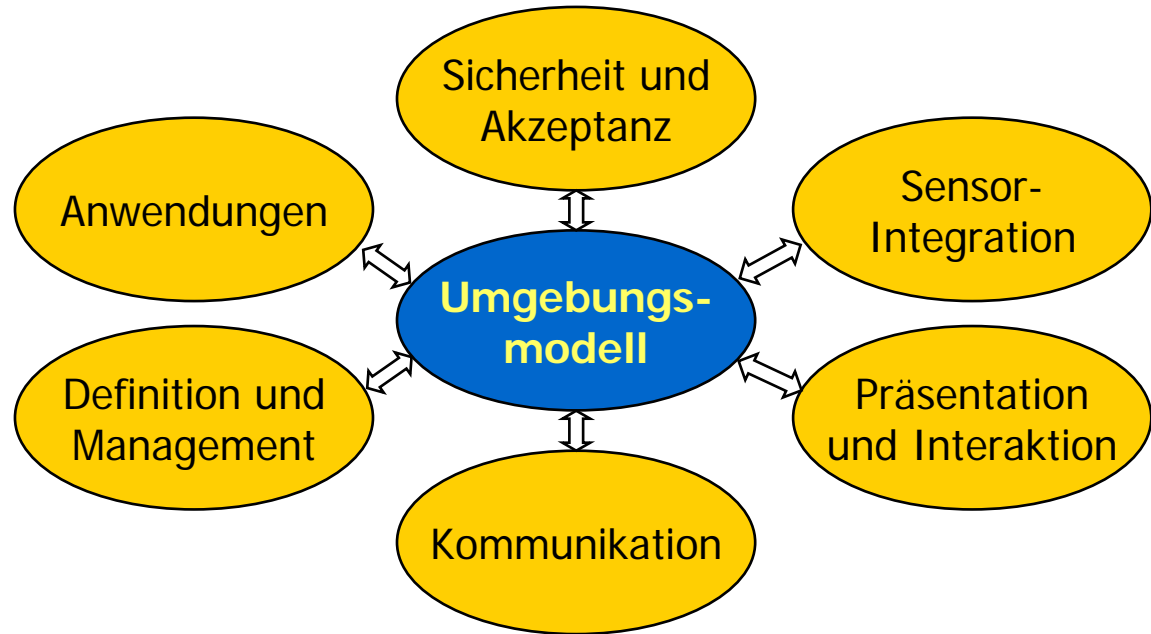 Sicherheit und
Akzeptanz
Anwendungen
Sensor-
Integration
Umgebungs-
modell
Definition und
Management
Präsentation
und Interaktion
Kommunikation